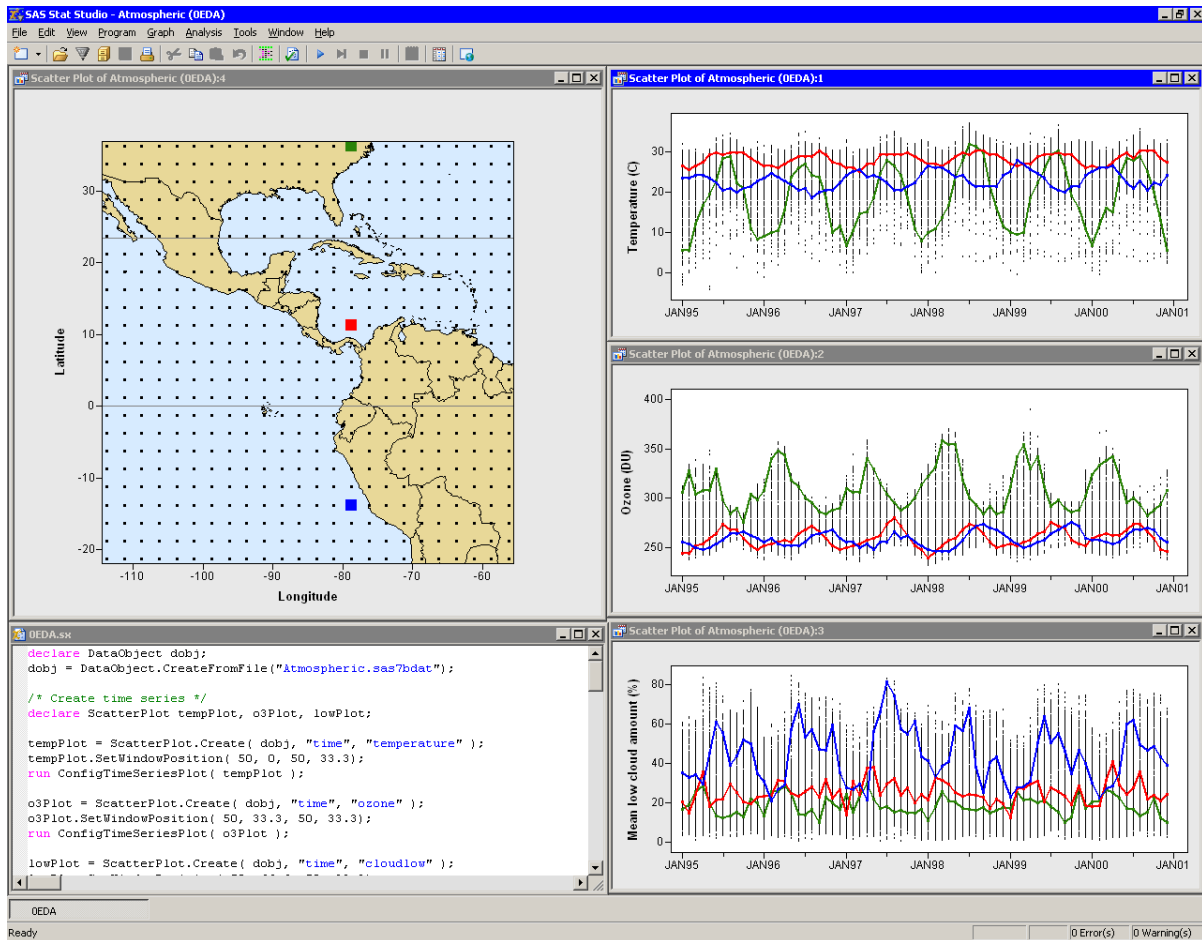 SAS Stat Studio - Atmospheric (0EDA)
File Edit View Program Graph Analysis Tools Window Help
Scatter Plot of Atmospheric (0EDA):4
30
20
10
0
-10
-20
Latitude
-110 -100 -90 -80 -70 -60
Longitude
0EDA.sx
declare DataObject dobj;
dobj = DataObject.CreateFromFile("Atmospheric.sas7bdat");
/* Create time series */
declare ScatterPlot tempPlot, o3Plot, lowPlot;
tempPlot = ScatterPlot.Create( dobj, "time", "temperature" );
tempPlot.SetWindowPosition( 50, 0, 50, 33.3);
run ConfigTimeSeriesPlot( tempPlot );
o3Plot = ScatterPlot.Create( dobj, "time", "ozone" );
o3Plot.SetWindowPosition( 50, 33.3, 50, 33.3);
run ConfigTimeSeriesPlot( o3Plot );
lowPlot = ScatterPlot.Create( dobj, "time", "cloudlow" );
Scatter Plot of Atmospheric (0EDA):1
30
20
10
0
Temperature (C)
JAN95 JAN96 JAN97 JAN98 JAN99 JAN00 JAN01
Scatter Plot of Atmospheric (0EDA):2
400
350
300
250
Ozone (DU)
JAN95 JAN96 JAN97 JAN98 JAN99 JAN00 JAN01
Scatter Plot of Atmospheric (0EDA):3
80
60
40
20
0
Mean low cloud amount (%)
JAN95 JAN96 JAN97 JAN98 JAN99 JAN00 JAN01
0EDA
Ready
0 Error(s) 0 Warning(s)